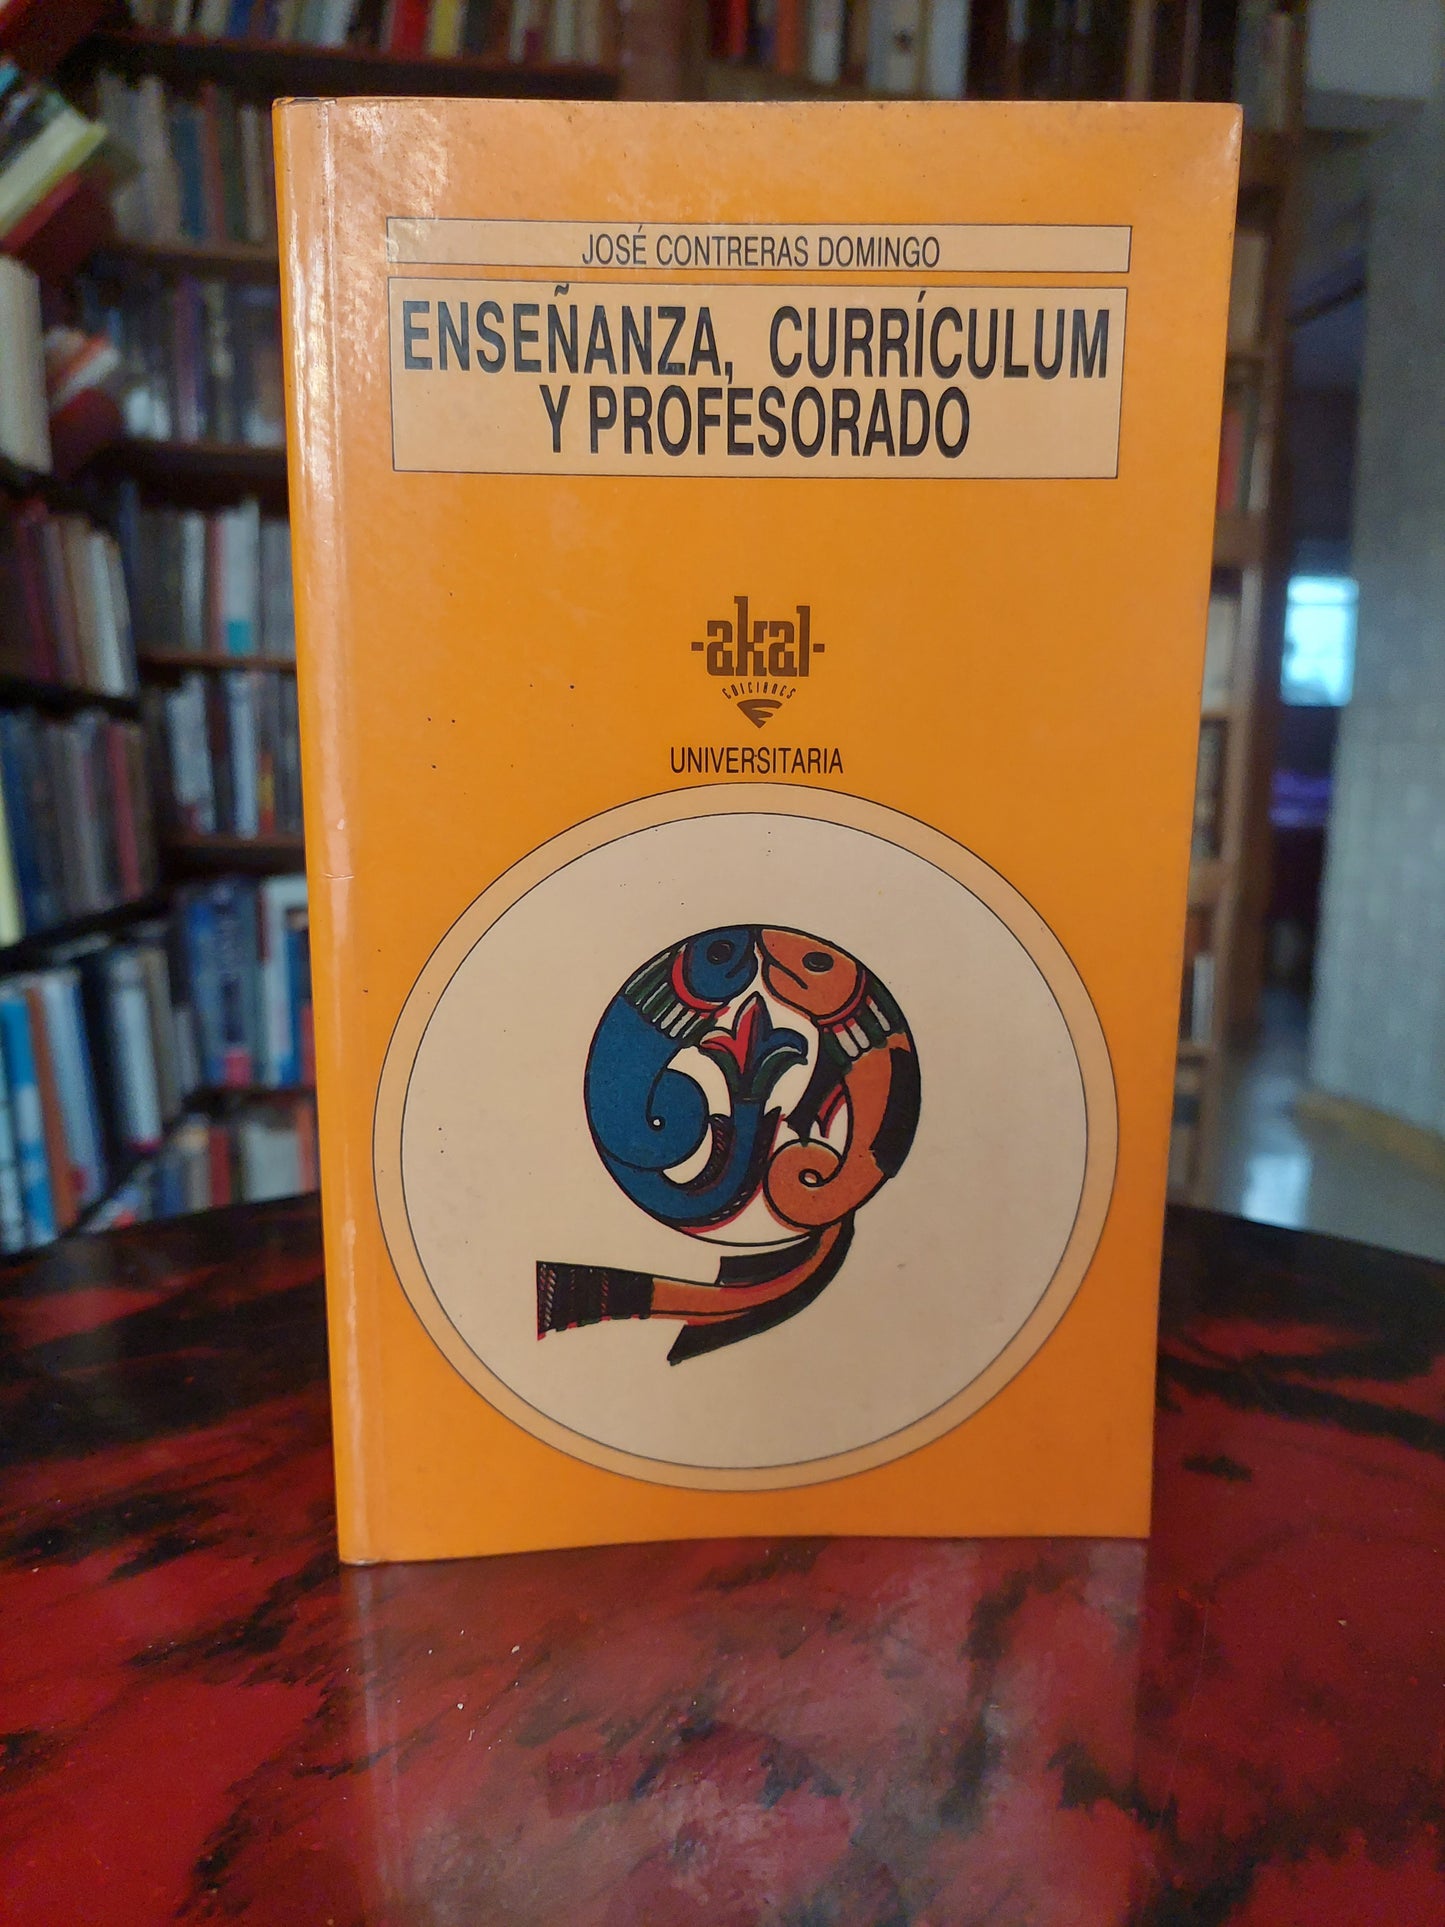 JOSÉ CONTRERAS DOMINGO
ENSEÑANZA, CURRÍCULUM
Y PROFESORADO
-akal-
EDICIONES
UNIVERSITARIA